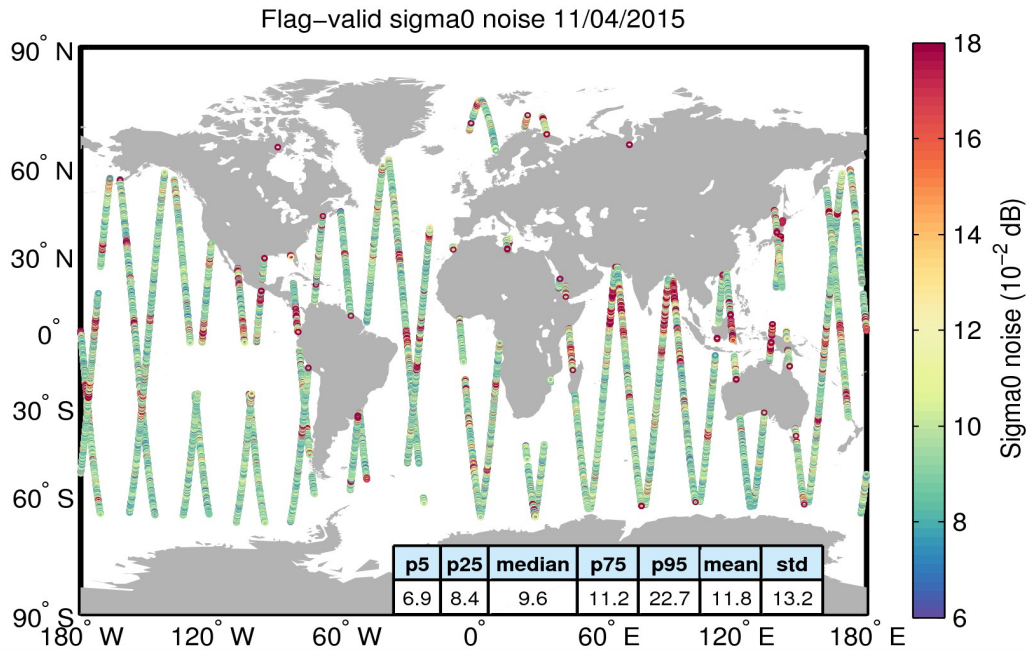 Flag−valid sigma0 noise 11/04/2015
90° N
60° N
30° N
0°
30° S
60° S
90° S
180° W
120° W
60° W
0°
60° E
120° E
180° E
p5 p25 median p75 p95 mean std
6.9 8.4 9.6 11.2 22.7 11.8 13.2
18
16
14
12
10
8
6
Sigma0 noise (10⁻² dB)